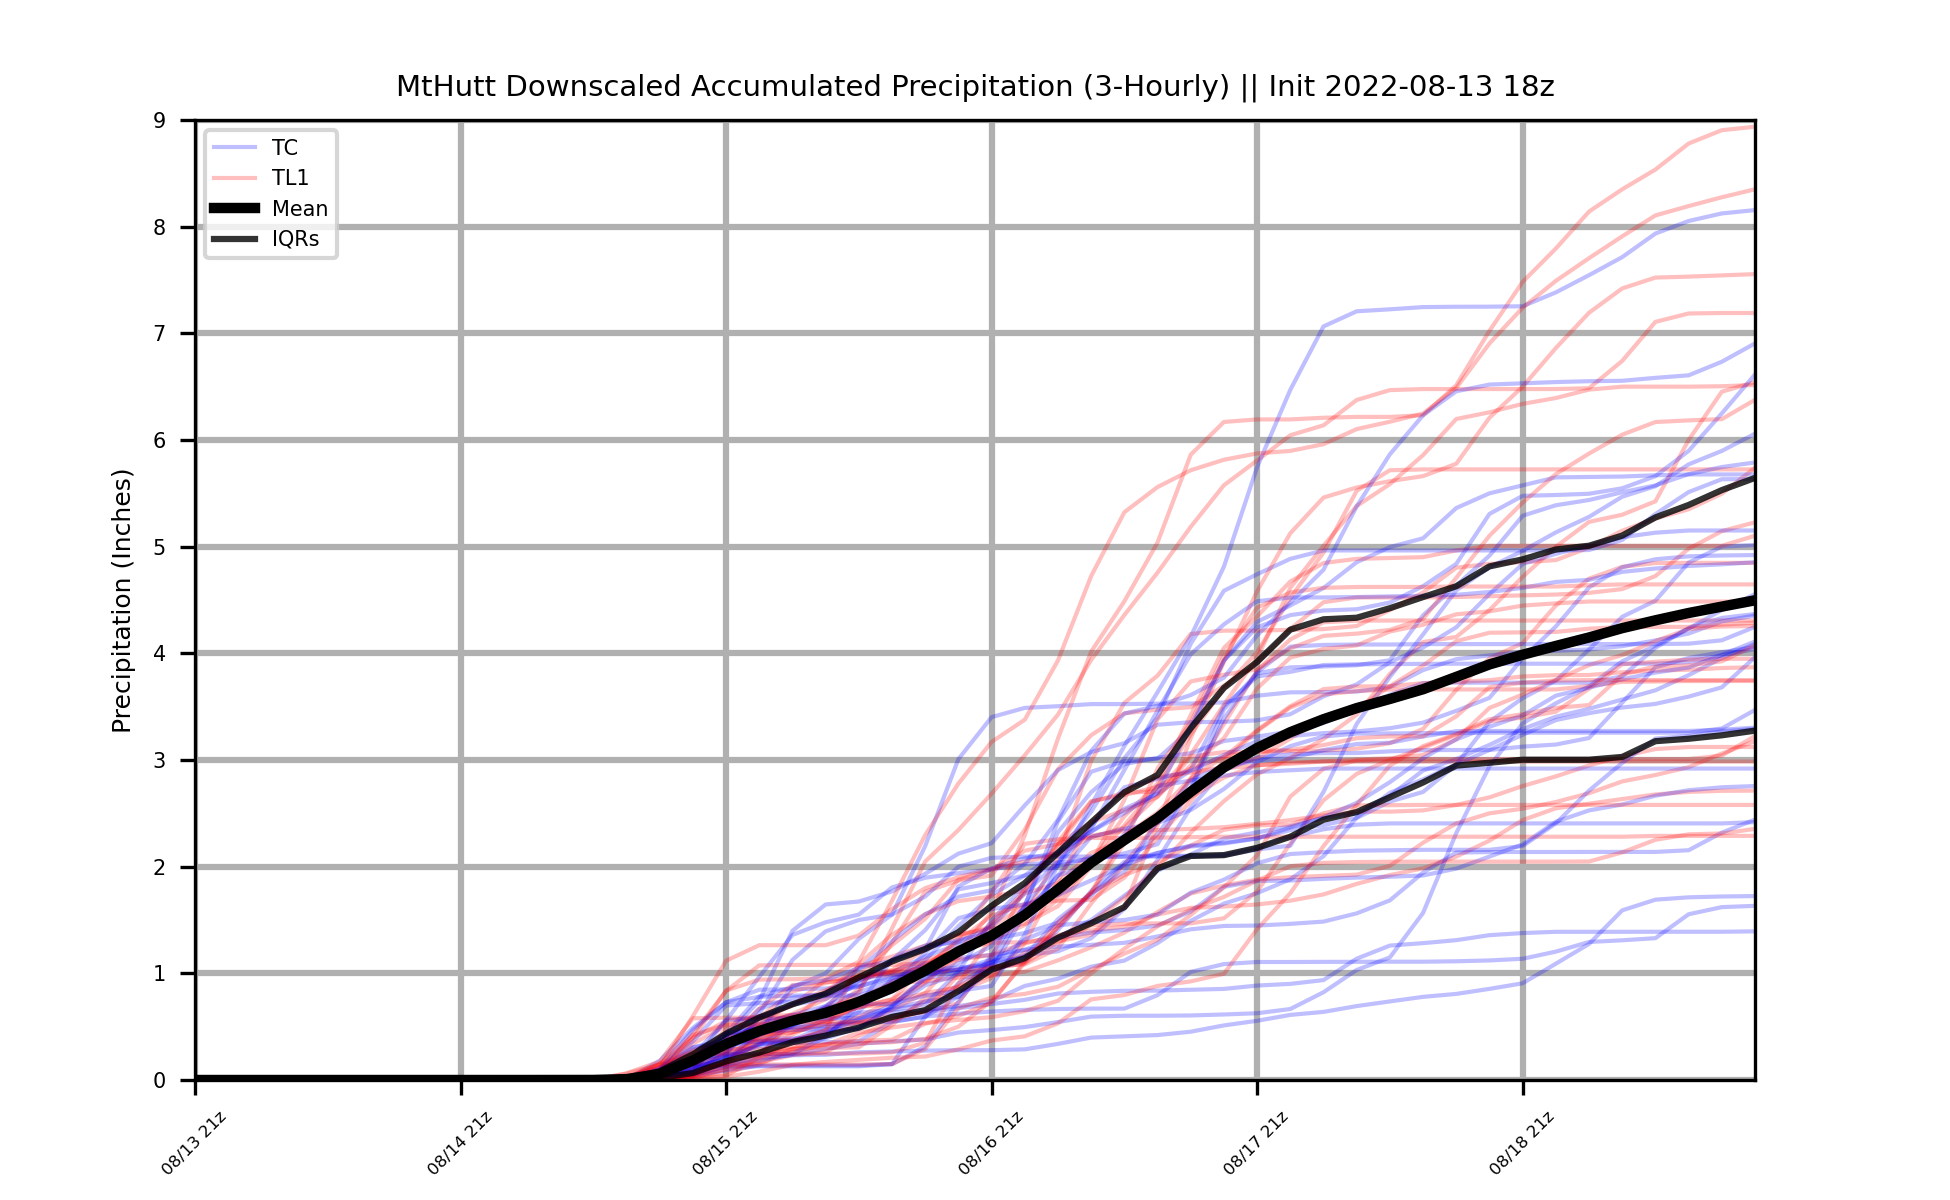 MtHutt Downscaled Accumulated Precipitation (3-Hourly) || Init 2022-08-13 18z
TC
TL1
Mean
IQRs
Precipitation (Inches)
9
8
7
6
5
4
3
2
1
0
08/13 21z
08/14 21z
08/15 21z
08/16 21z
08/17 21z
08/18 21z